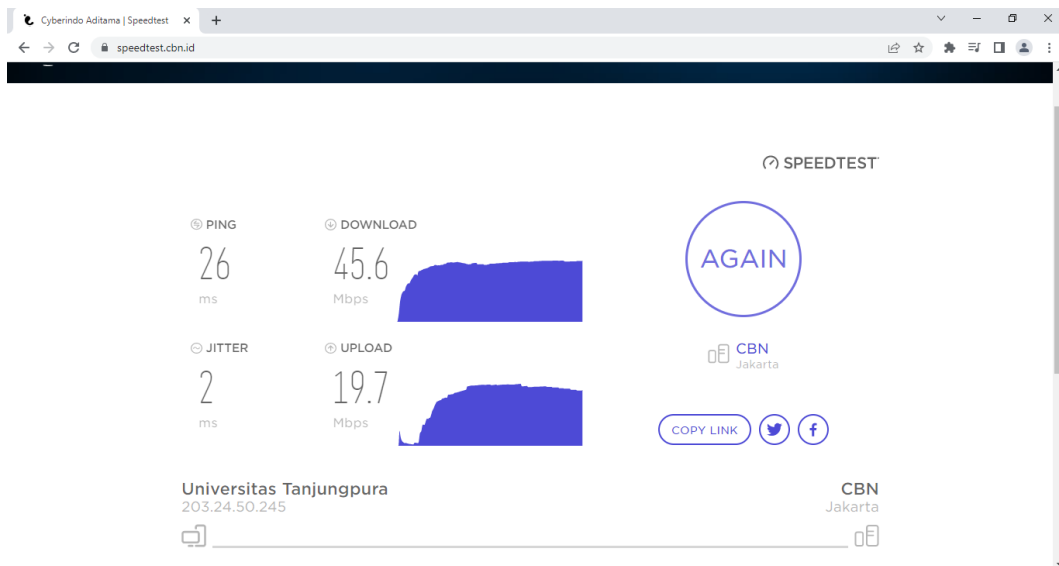 Cyberindo Aditama | Speedtest
speedtest.cbn.id
SPEEDTEST
PING
26
ms
DOWNLOAD
45.6
Mbps
AGAIN
JITTER
2
ms
UPLOAD
19.7
Mbps
CBN
Jakarta
COPY LINK
Universitas Tanjungpura
203.24.50.245
CBN
Jakarta